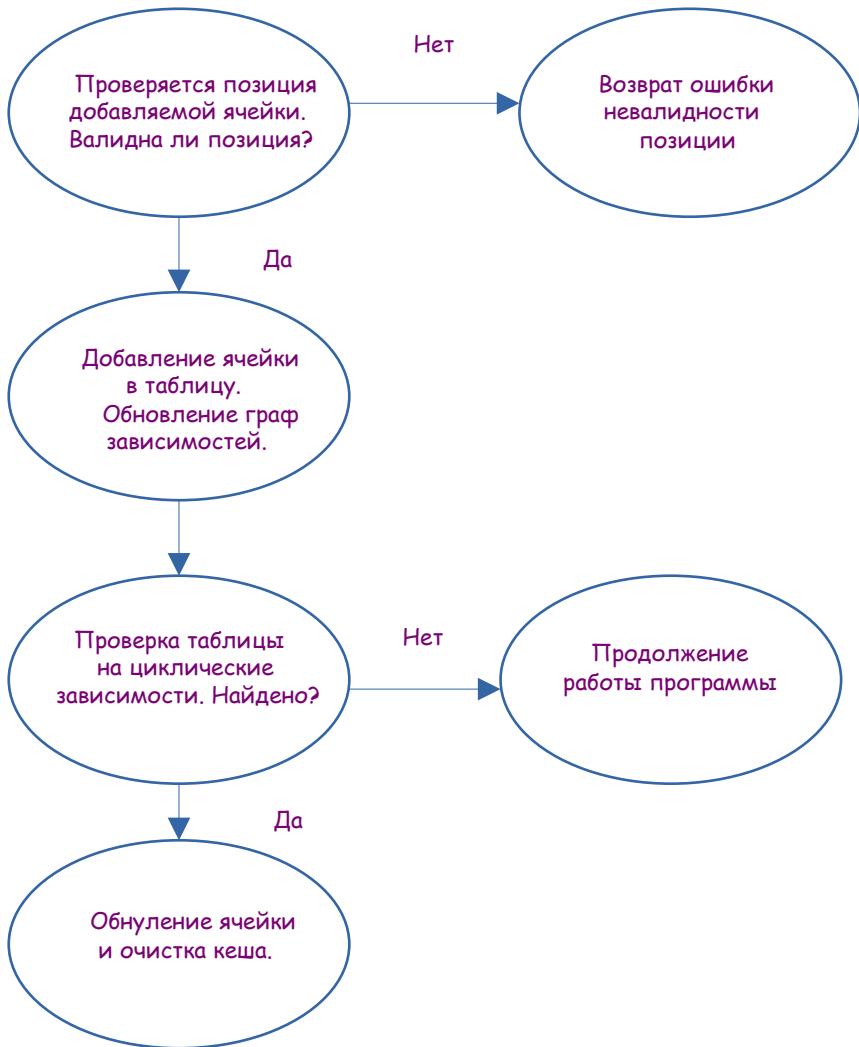 Проверяется позиция
добавляемой ячейки.
Валидна ли позиция?
Нет
Возврат ошибки
невалидности
позиции
Да
Добавление ячейки
в таблицу.
Обновление граф
зависимостей.
Проверка таблицы
на циклические
зависимости. Найдено?
Нет
Продолжение
работы программы
Да
Обнуление ячейки
и очистка кеша.